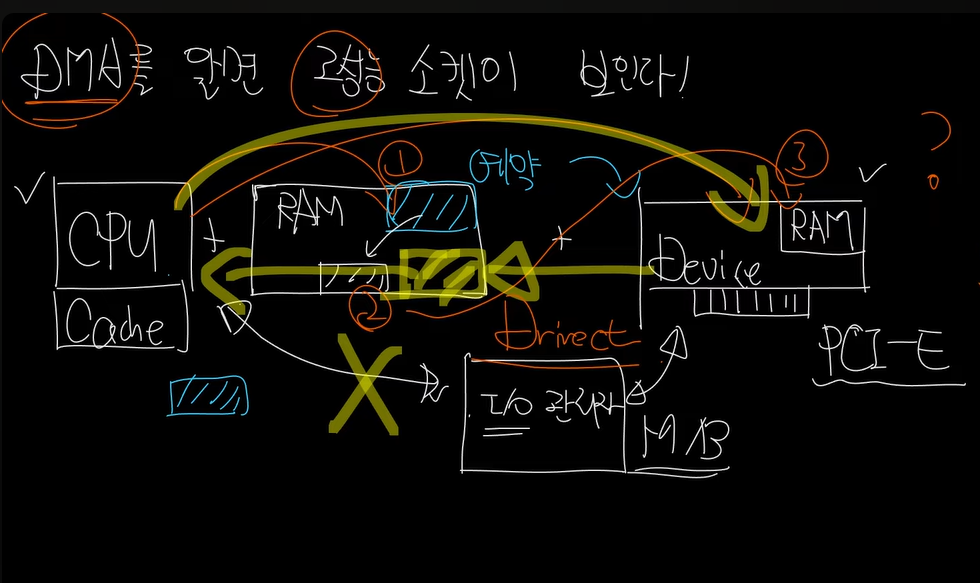 DMA를 알면 고성능 소켓이 보인다!
?
① 예약 ③
CPU + RAM + RAM
Device
Cache ②
Drirect PCI-E
X I/O 관리자 M/B